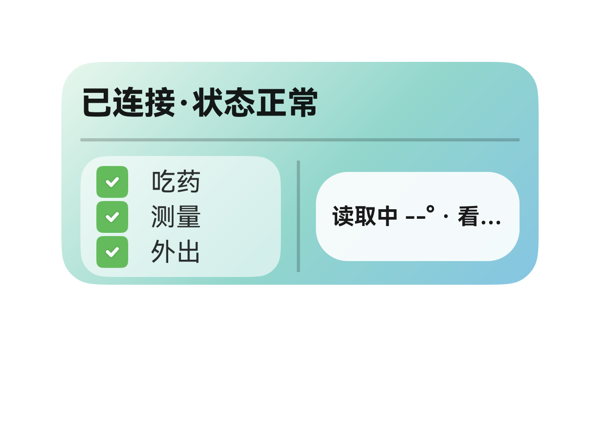 已连接·状态正常
吃药
测量
外出
读取中 --° · 看...